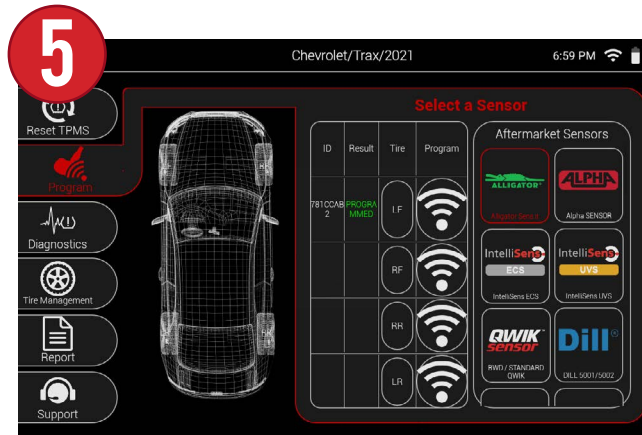 5
Chevrolet/Trax/2021
6:59 PM
Reset TPMS
Program
Diagnostics
Tire Management
Report
Support
Select a Sensor
ID Result Tire Program
781CCAB
2
PROGRA
MMED
LF
RF
RR
LR
Aftermarket Sensors
ALLIGATOR®
ALPHA
Alpha SENSOR
IntelliSens
ECS
IntelliSens ECS
IntelliSens
UVS
IntelliSens UVS
QWIK
sensor
RWD / STANDARD
QWIK
Dill®
DILL 5001/5002